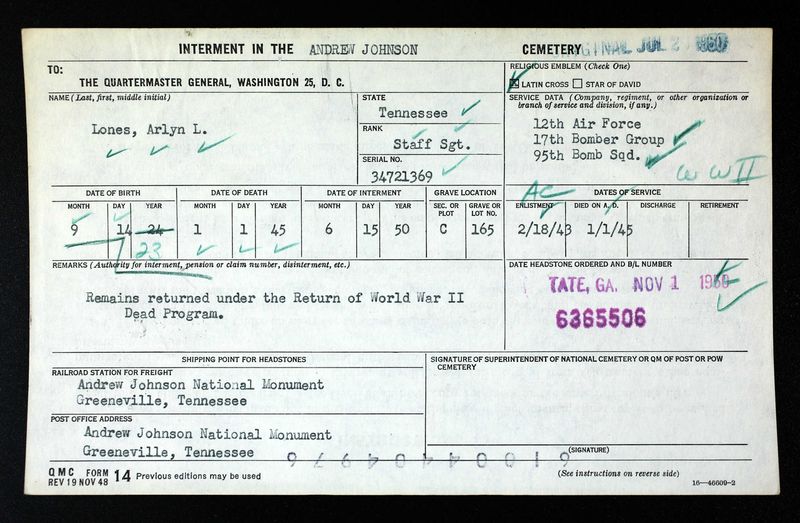 INTERMENT IN THE ANDREW JOHNSON CEMETERY
ORIGINAL JUL 2 1950
TO:
THE QUARTERMASTER GENERAL, WASHINGTON 25, D. C.
RELIGIOUS EMBLEM (Check One)
☒ LATIN CROSS ☐ STAR OF DAVID
NAME (Last, first, middle initial)
Lones, Arlyn L.
STATE
Tennessee
RANK
Staff Sgt.
SERIAL NO.
34721369
SERVICE DATA (Company, regiment, or other organization or branch of service and division, if any.)
12th Air Force
17th Bomber Group
95th Bomb Sqd.
WWII
AC
DATE OF BIRTH DATE OF DEATH DATE OF INTERMENT GRAVE LOCATION DATES OF SERVICE
MONTH DAY YEAR MONTH DAY YEAR MONTH DAY YEAR SEC. OR PLOT GRAVE OR LOT NO. ENLISTMENT DIED ON A. D. DISCHARGE RETIREMENT
9 14 24 1 1 45 6 15 50 C 165 2/18/43 1/1/45
23
REMARKS (Authority for interment, pension or claim number, disinterment, etc.)
Remains returned under the Return of World War II
Dead Program.
DATE HEADSTONE ORDERED AND B/L NUMBER
TATE, GA. NOV 1 1950
6365506
SHIPPING POINT FOR HEADSTONES
RAILROAD STATION FOR FREIGHT
Andrew Johnson National Monument
Greeneville, Tennessee
SIGNATURE OF SUPERINTENDENT OF NATIONAL CEMETERY OR QM OF POST OR POW CEMETERY
POST OFFICE ADDRESS
Andrew Johnson National Monument
Greeneville, Tennessee
(SIGNATURE)
QMC FORM 14 Previous editions may be used
REV 19 NOV 48
(See instructions on reverse side)
16—46609-2